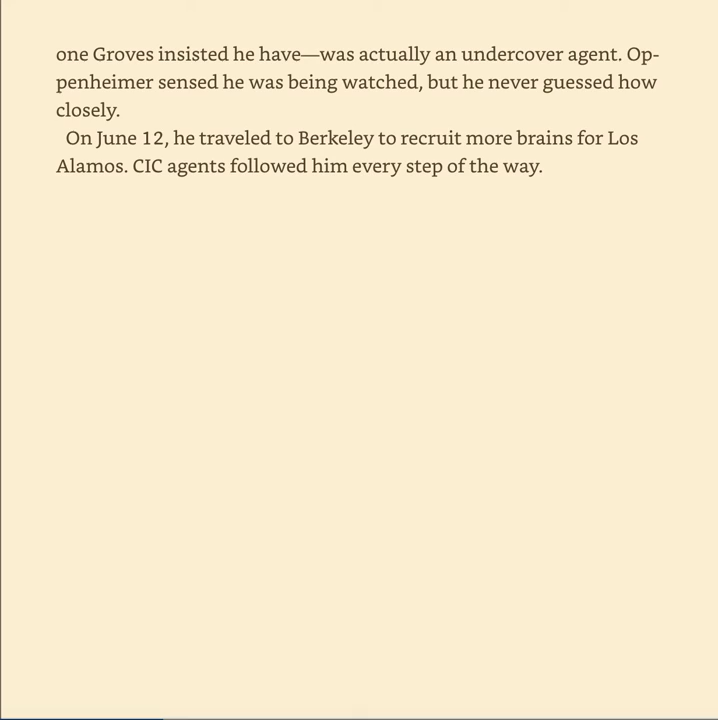 one Groves insisted he have—was actually an undercover agent. Op-
penheimer sensed he was being watched, but he never guessed how
closely.
On June 12, he traveled to Berkeley to recruit more brains for Los
Alamos. CIC agents followed him every step of the way.